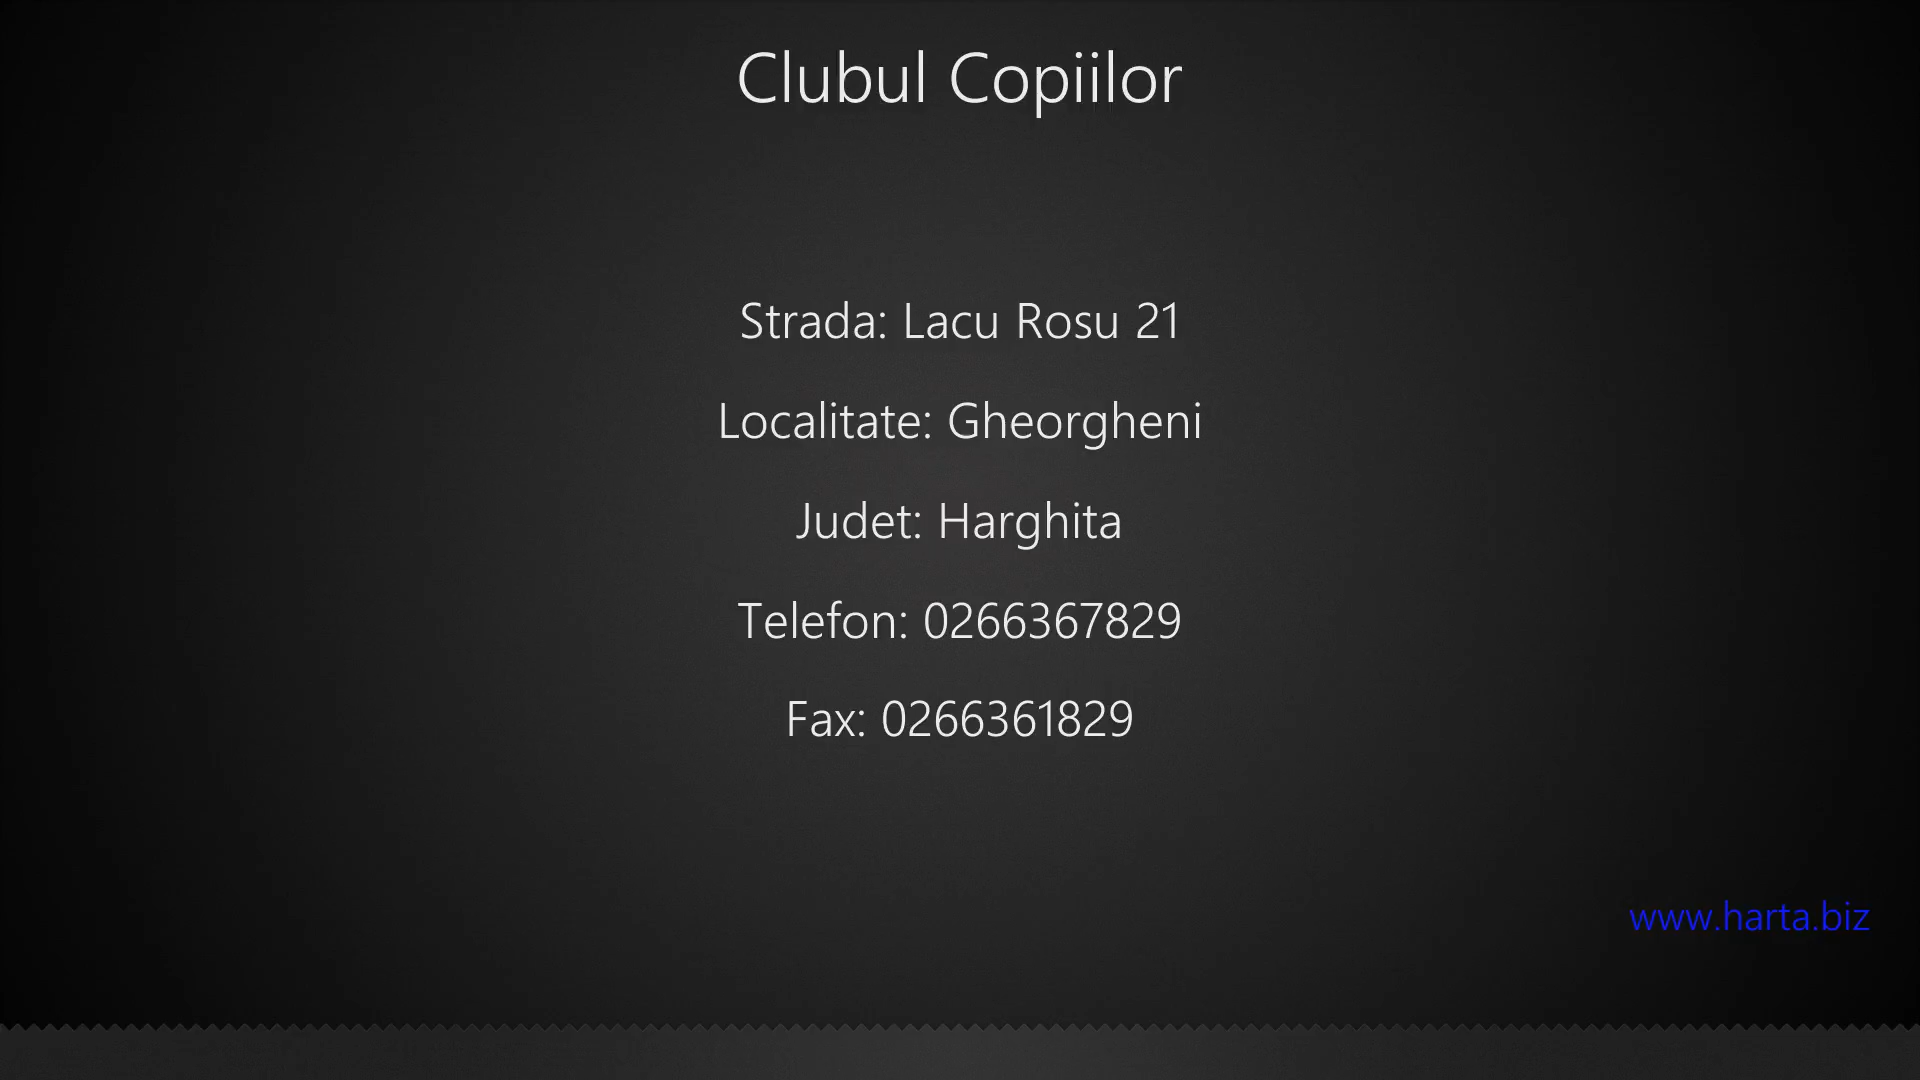 Clubul Copiilor
Strada: Lacu Rosu 21
Localitate: Gheorgheni
Judet: Harghita
Telefon: 0266367829
Fax: 0266361829
www.harta.biz